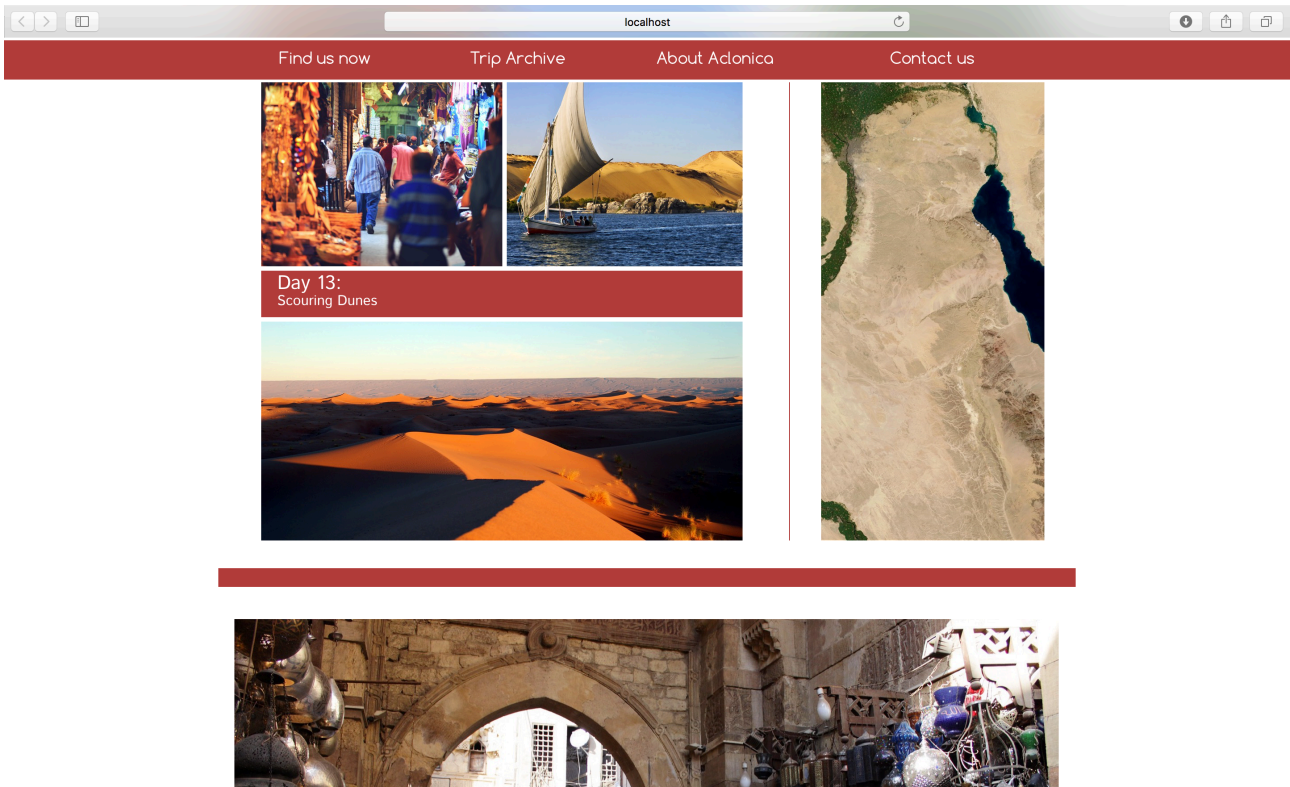 localhost
Find us now Trip Archive About Aclonica Contact us
Day 13:
Scouring Dunes